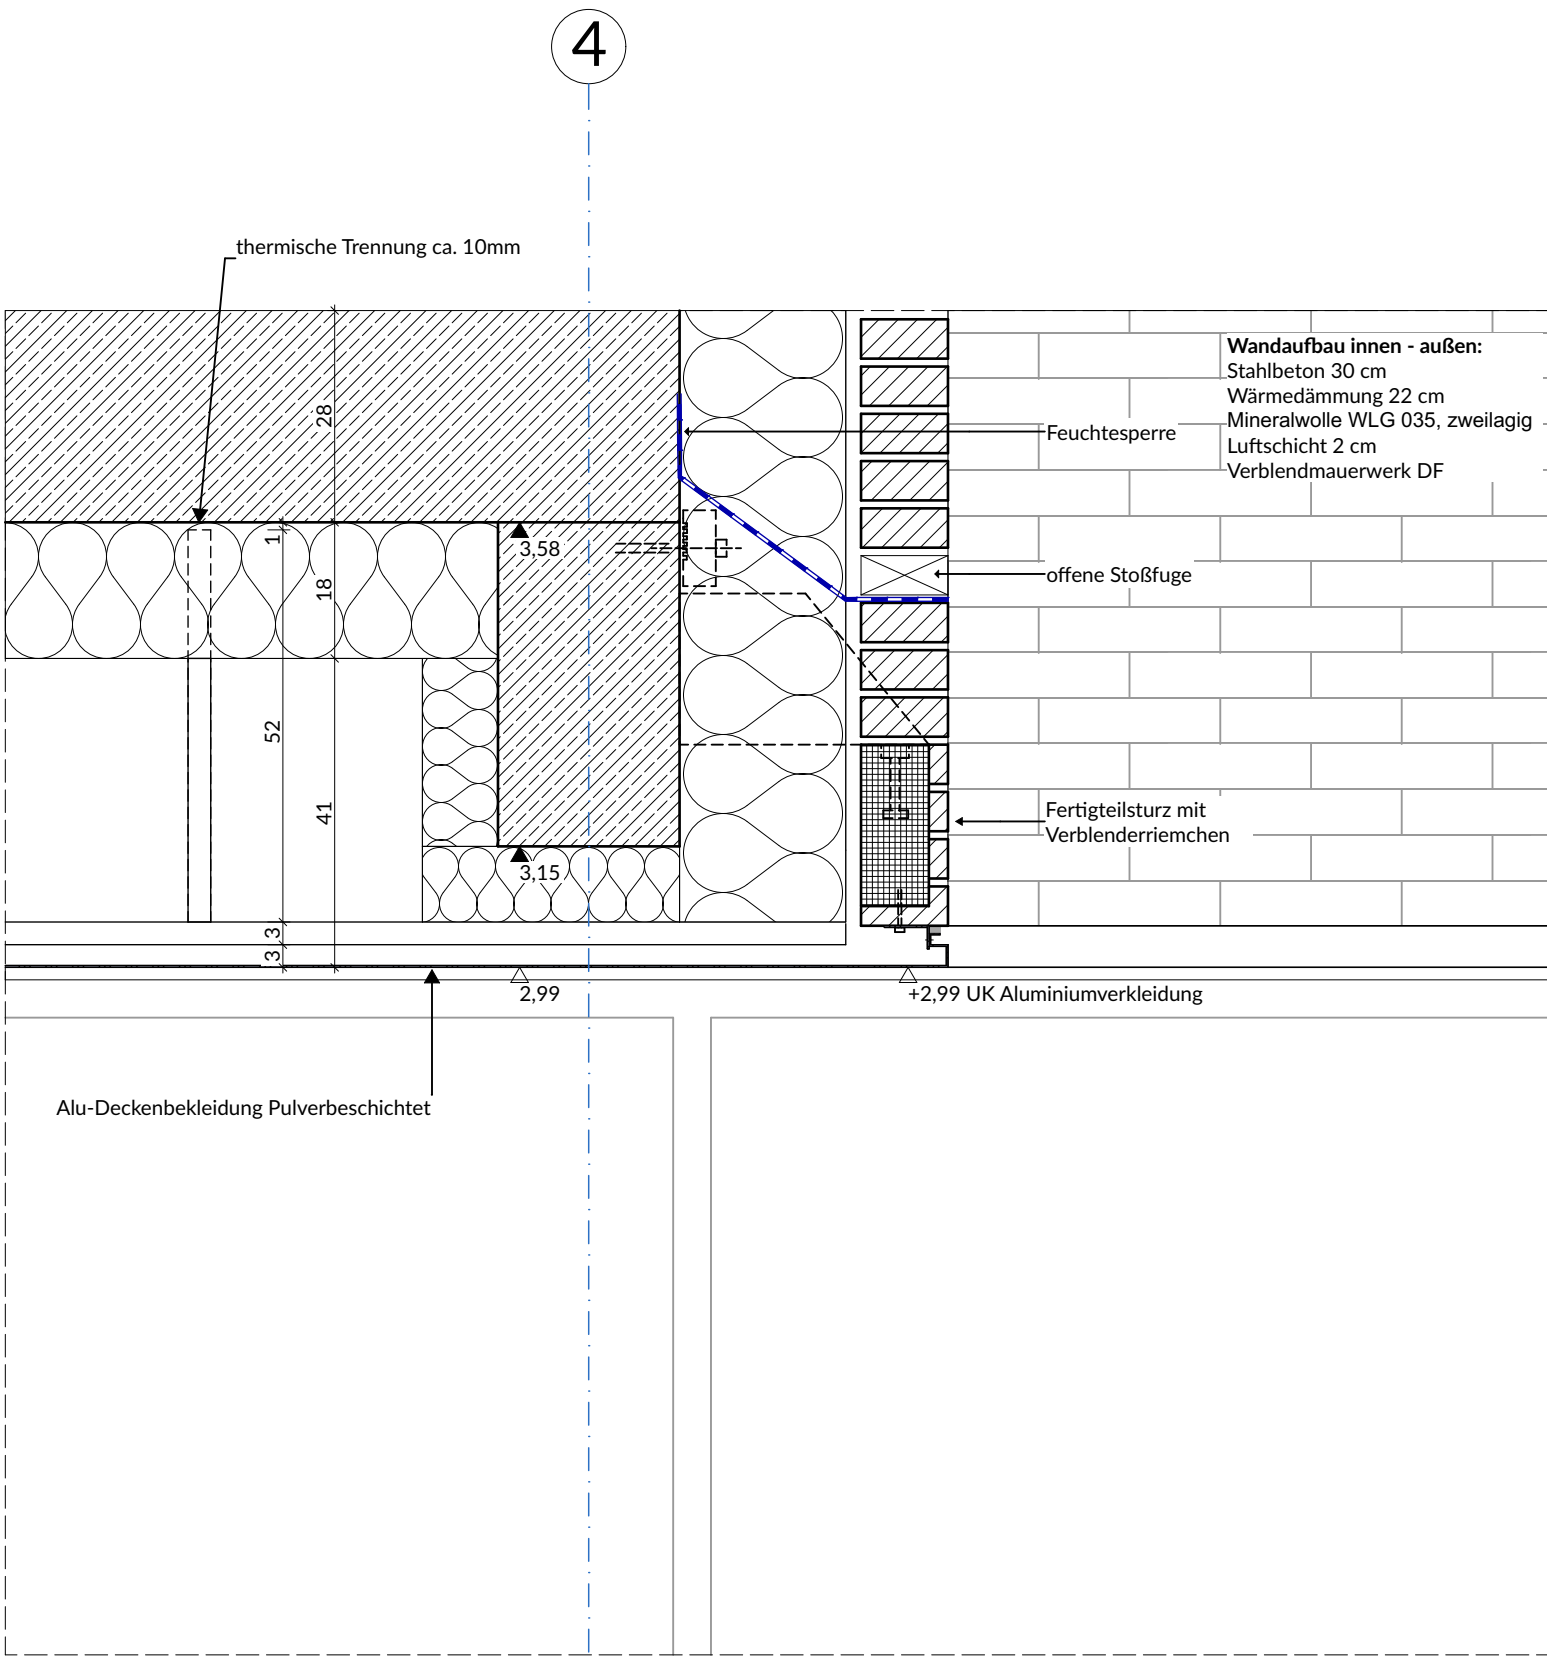 4
thermische Trennung ca. 10mm
Wandaufbau innen - außen:
Stahlbeton 30 cm
Wärmedämmung 22 cm
Mineralwolle WLG 035, zweilagig
Luftschicht 2 cm
Verblendmauerwerk DF
28
Feuchtesperre
1
3,58
18
offene Stoßfuge
52
41
Fertigteilsturz mit
Verblenderriemchen
3,15
3
3
2,99
+2,99 UK Aluminiumverkleidung
Alu-Deckenbekleidung Pulverbeschichtet